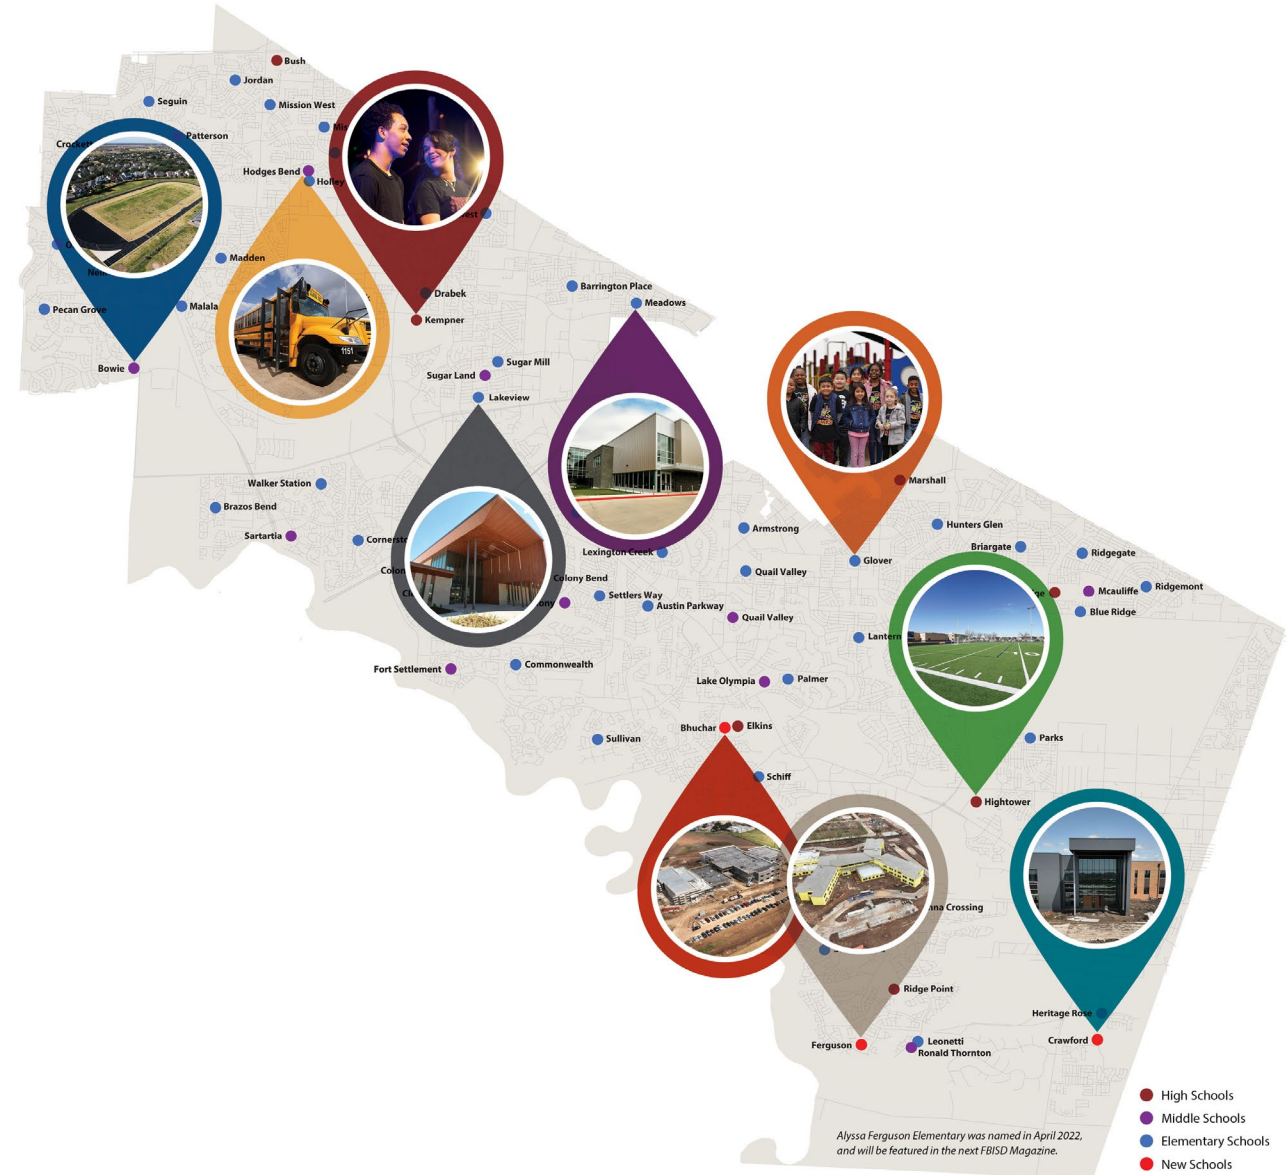 Bush
Jordan
Seguin
Mission West
Patterson
Hodges Bend
Holley
Madden
Drabek
Barrington Place
Meadows
Pecan Grove
Malala
Kempner
Bowie
1151
Sugar Mill
Sugar Land
Lakeview
Walker Station
Marshall
Brazos Bend
Hunters Glen
Armstrong
Sartartia
Briargate
Lexington Creek
Ridgegate
Glover
Quail Valley
Colony Bend
Ridgemont
Mcauliffe
Settlers Way
Austin Parkway
Blue Ridge
Quail Valley
Lantern
Commonwealth
Fort Settlement
Lake Olympia
Palmer
Bhuchar
Elkins
Sullivan
Parks
Schiff
Hightower
Crossing
Ridge Point
Heritage Rose
Crawford
Leonetti
Ferguson
Ronald Thornton
High Schools
Middle Schools
Elementary Schools
New Schools
Alyssa Ferguson Elementary was named in April 2022,
and will be featured in the next FBISD Magazine.